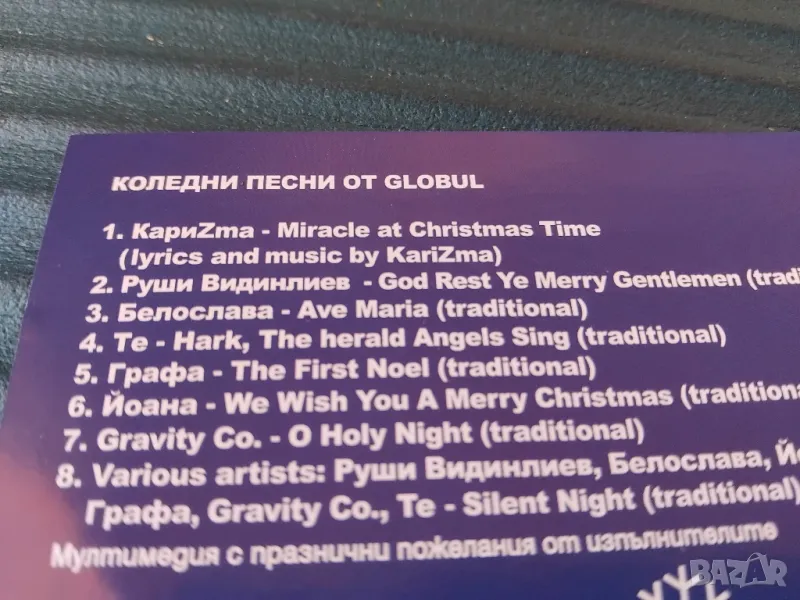 КОЛЕДНИ ПЕСНИ ОТ GLOBUL
1. КариZma - Miracle at Christmas Time
(lyrics and music by KariZma)
2. Руши Видинлиев - God Rest Ye Merry Gentlemen
3. Белослава - Ave Maria (traditional)
4. Те - Hark, The herald Angels Sing (traditional)
5. Графа - The First Noel (traditional)
6. Йоана - We Wish You A Merry Christmas
7. Gravity Co. - O Holy Night (traditional)
8. Various artists: Руши Видинлиев, Белослава,
Графа, Gravity Co., Те - Silent Night (traditional)
Мултимедия с празнични пожелания от изпълнителите
BAZAR